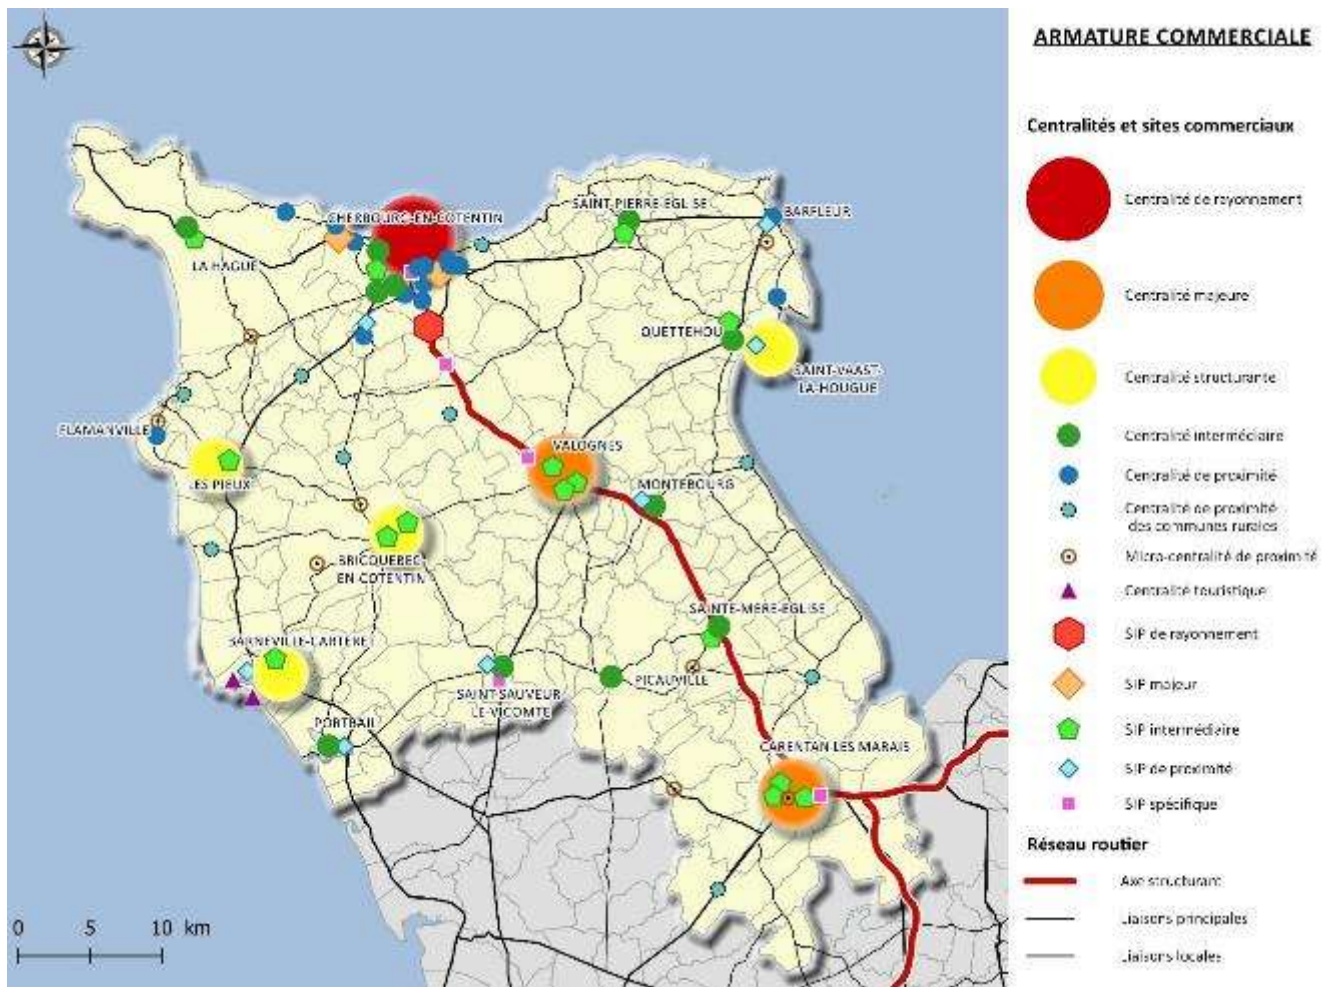 ARMATURE COMMERCIALE
Centralités et sites commerciaux
Centralité de rayonnement
Centralité majeure
Centralité structurante
Centralité intermédiaire
Centralité de proximité
Centralité de proximité
des communes rurales
Micro-centralité de proximité
Centralité touristique
SIP de rayonnement
SIP majeur
SIP intermédiaire
SIP de proximité
SIP spécifique
Réseau routier
Axe structurant
Liaisons principales
Liaisons locales
CHERBOURG-EN-COTENTIN
SAINT-PIERRE-EGLISE
BARFLEUR
LA HAGUE
QUETTEHOU
SAINT-VAAST-
LA-HOUGUE
FLAMANVILLE
VALOGNES
LES PIEUX
MONTEBOURG
BRICQUEBEC
EN-COTENTIN
SAINTE-MERE-EGLISE
BARNEVILLE-CARTERET
PICAUVILLE
SAINT-SAUVEUR
LE-VICOMTE
PORTBAIL
CARENTAN LES MARAIS
0 5 10 km